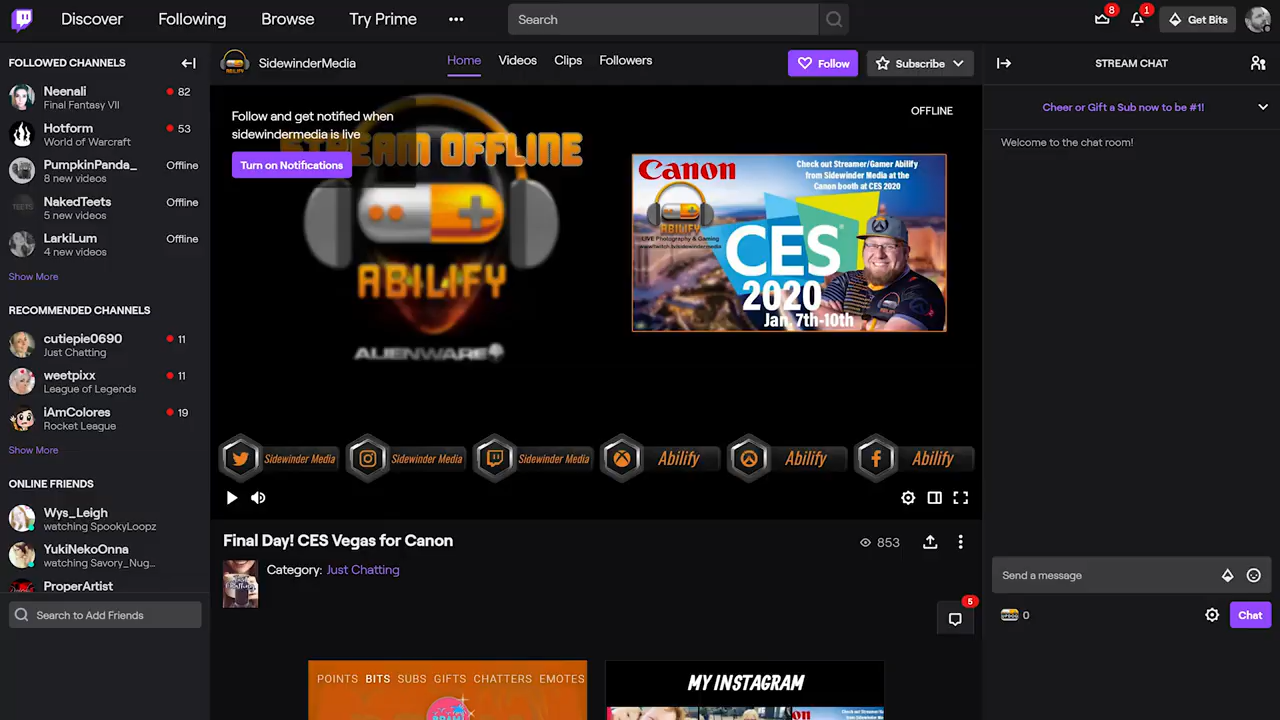 Discover
Following
Browse
Try Prime
Search
8
1
Get Bits
FOLLOWED CHANNELS
Neenali
82
Final Fantasy VII
Hotform
53
World of Warcraft
PumpkinPanda_
Offline
8 new videos
NakedTeets
Offline
5 new videos
LarkiLum
Offline
4 new videos
Show More
RECOMMENDED CHANNELS
cutiepie0690
11
Just Chatting
weetpixx
11
League of Legends
iAmColores
19
Rocket League
Show More
ONLINE FRIENDS
Wys_Leigh
watching SpookyLoopz
YukiNekoOnna
watching Savory_Nug...
ProperArtist
Search to Add Friends
SidewinderMedia
Home
Videos
Clips
Followers
Follow
Subscribe
Follow and get notified when
sidewindermedia is live
Turn on Notifications
STREAM OFFLINE
ABILIFY
ALIENWARE
OFFLINE
Canon
Check out Streamer/Gamer Abilify
from Sidewinder Media at the
Canon booth at CES 2020
ABILIFY
LIVE Photography & Gaming
www.twitch.tv/sidewindermedia
CES
2020
Jan. 7th-10th
Sidewinder Media
Sidewinder Media
Sidewinder Media
Abilify
Abilify
Abilify
Final Day! CES Vegas for Canon
853
Category: Just Chatting
5
POINTS BITS SUBS GIFTS CHATTERS EMOTES
MY INSTAGRAM
STREAM CHAT
Cheer or Gift a Sub now to be #1!
Welcome to the chat room!
Send a message
0
Chat